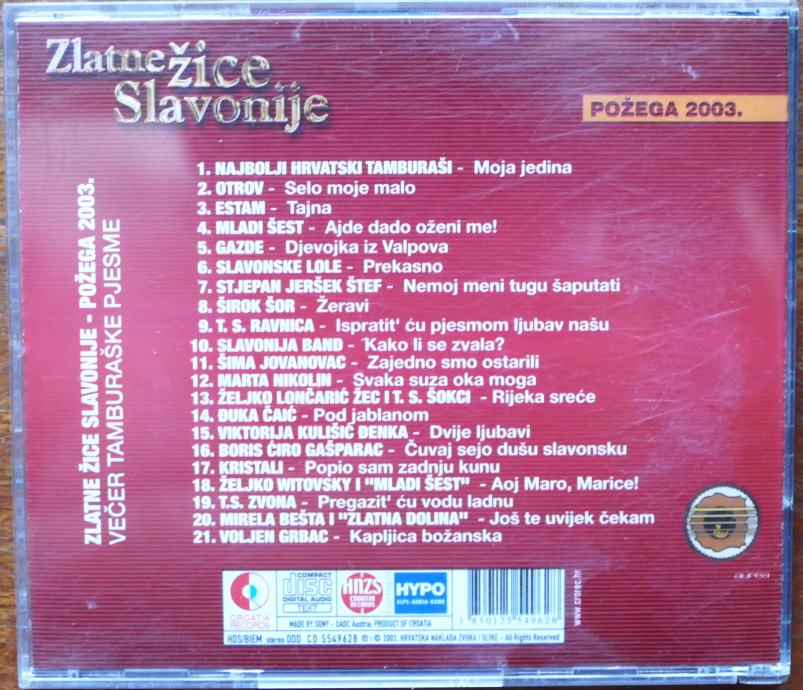 Zlatne žice
Slavonije
POŽEGA 2003.
ZLATNE ŽICE SLAVONIJE - POŽEGA 2003.
VEČER TAMBURAŠKE PJESME
1. NAJBOLJI HRVATSKI TAMBURAŠI - Moja jedina
2. OTROV - Selo moje malo
3. ESTAM - Tajna
4. MLADI ŠEST - Ajde dado oženi me!
5. GAZDE - Djevojka iz Valpova
6. SLAVONSKE LOLE - Prekasno
7. STJEPAN JERŠEK ŠTEF - Nemoj meni tugu šaputati
8. ŠIROK ŠOR - Žeravi
9. T. S. RAVNICA - Ispratit' ću pjesmom ljubav našu
10. SLAVONIJA BAND - Kako li se zvala?
11. ŠIMA JOVANOVAC - Zajedno smo ostarili
12. MARTA NIKOLIN - Svaka suza oka moga
13. ŽELJKO LONČARIĆ ŽEC I T. S. ŠOKCI - Rijeka sreće
14. ĐUKA ČAIĆ - Pod jablanom
15. VIKTORIJA KULIŠIĆ ĐENKA - Dvije ljubavi
16. BORIS ĆIRO GAŠPARAC - Čuvaj sejo dušu slavonsku
17. KRISTALI - Popio sam zadnju kunu
18. ŽELJKO WITOVSKY I "MLADI ŠEST" - Aoj Maro, Marice!
19. T.S. ZVONA - Pregazit' ću vodu ladnu
20. MIRELA BEŠTA I "ZLATNA DOLINA" - Još te uvijek čekam
21. VOLJEN GRBAC - Kapljica božanska
aurea
CROATIA
RECORDS
COMPACT
disc
DIGITAL AUDIO
TEXT
HNZS
CROATIA
RECORDS
HYPO
ALPE-ADRIA-BANK
3 850125 549628
www.crorec.hr
MADE BY SONY - DADC Austria PRODUCT OF CROATIA
HDS/BIEM stereo DDD CD 5549628 ℗ i © 2003. HRVATSKA NAKLADA ZVUKA I SLIKE - All Rights Reserved